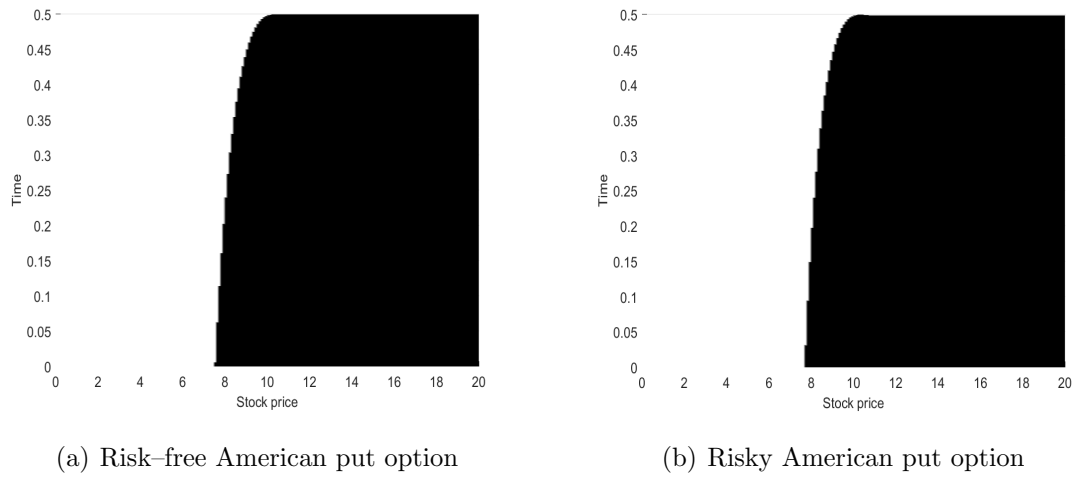 0.5
0.45
0.4
0.35
0.3
0.25
0.2
0.15
0.1
0.05
0
Time
0 2 4 6 8 10 12 14 16 18 20
Stock price
(a) Risk–free American put option
0.5
0.45
0.4
0.35
0.3
0.25
0.2
0.15
0.1
0.05
0
Time
0 2 4 6 8 10 12 14 16 18 20
Stock price
(b) Risky American put option